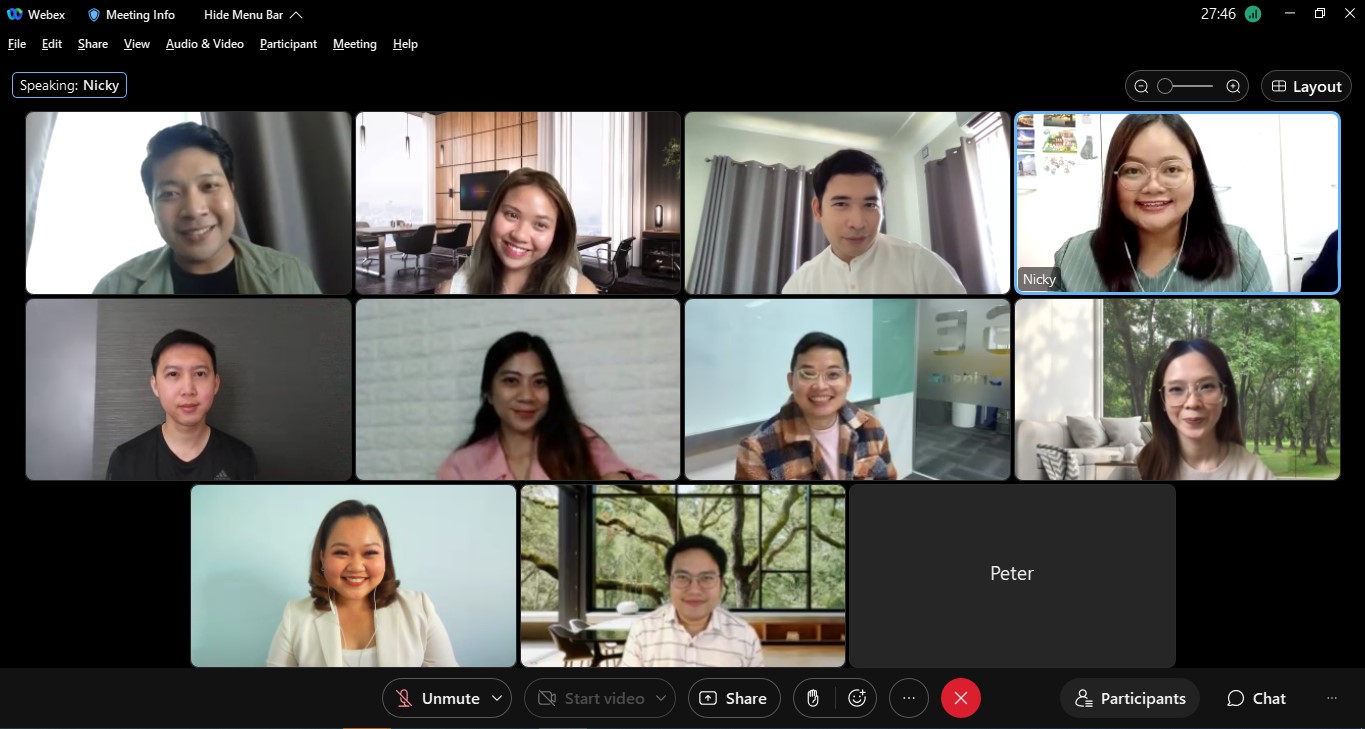 Webex Meeting Info Hide Menu Bar 27:46
File Edit Share View Audio & Video Participant Meeting Help
Speaking: Nicky
Layout
Nicky
Peter
Unmute Start video Share Participants Chat